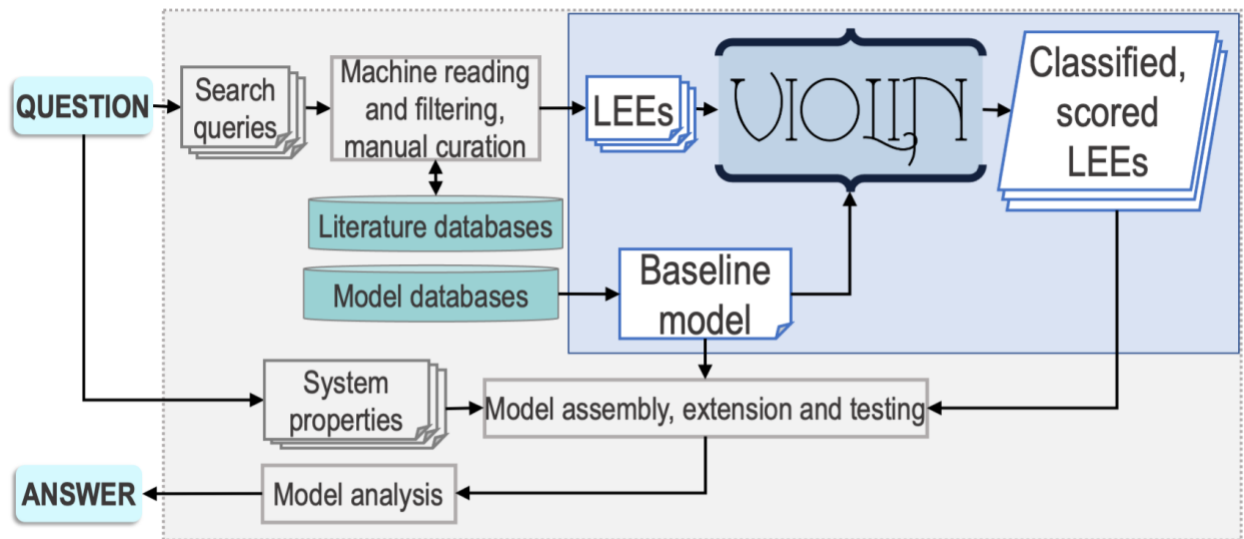 QUESTION
Search
queries
Machine reading
and filtering,
manual curation
LEEs
VIOLIN
Classified,
scored
LEEs
Literature databases
Model databases
Baseline
model
System
properties
Model assembly, extension and testing
ANSWER
Model analysis